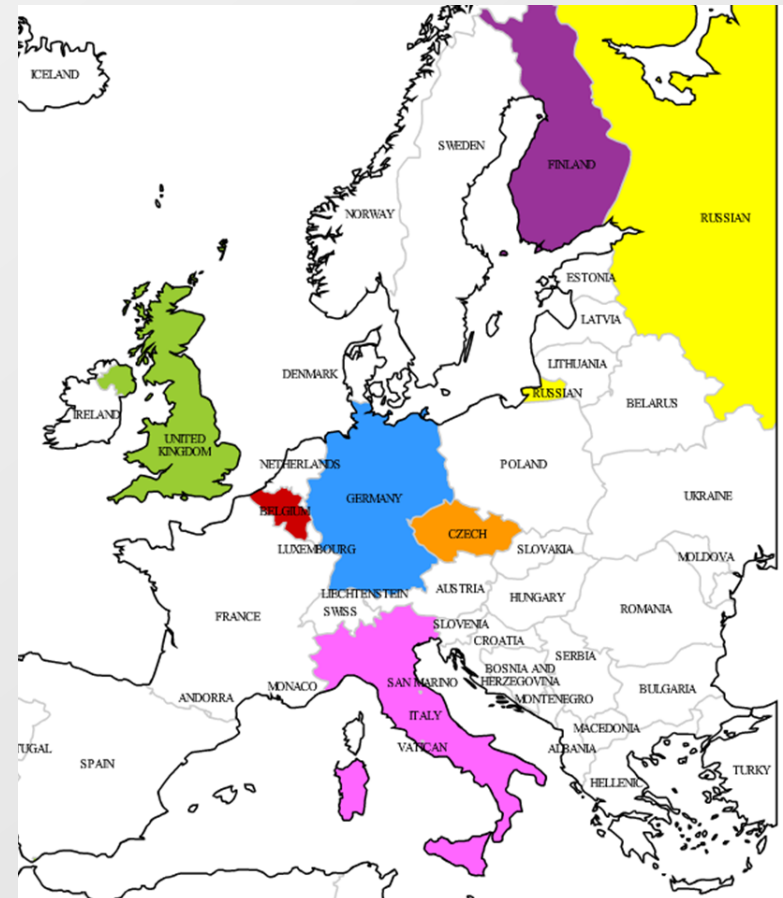 ICELAND
SWEDEN
FINLAND
NORWAY
RUSSIAN
ESTONIA
LATVIA
LITHUANIA
DENMARK
RUSSIAN
BELARUS
IRELAND
UNITED
KINGDOM
NETHERLANDS
POLAND
GERMANY
UKRAINE
BELGIUM
CZECH
LUXEMBOURG
SLOVAKIA
MOLDOVA
LIECHTENSTEIN
AUSTRIA
HUNGARY
SWISS
ROMANIA
FRANCE
SLOVENIA
CROATIA
SERBIA
BOSNIA AND
HERZEGOVINA
SAN MARINO
MONACO
BULGARIA
ANDORRA
MONTENEGRO
ITALY
MACEDONIA
VATICAN
ALBANIA
TUGAL
SPAIN
TURKY
HELLENIC